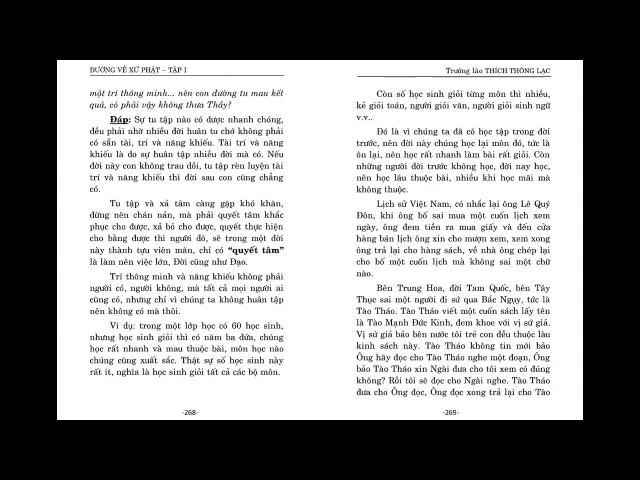 ĐƯỜNG VỀ XỨ PHẬT – TẬP I
một trí thông minh... nên con đường tu mau kết
quả, có phải vậy không thưa Thầy?
Đáp: Sự tu tập nào có được nhanh chóng,
đều phải nhờ nhiều đời huân tu chớ không phải
có sẵn tài, trí và năng khiếu. Tài trí và năng
khiếu là do sự huân tập nhiều đời mà có. Nếu
đời này con không trau dồi, tu tập rèn luyện tài
trí và năng khiếu thì đời sau con cũng chẳng
có.
Tu tập và xả tâm càng gặp khó khăn,
đừng nên chán nản, mà phải quyết tâm khắc
phục cho được, xả bỏ cho được, quyết thực hiện
cho bằng được thì người đó, sẽ trong một đời
này thành tựu viên mãn, chỉ có “quyết tâm”
là làm nên việc lớn, Đời cũng như Đạo.
Trí thông minh và năng khiếu không phải
người có, người không, mà tất cả mọi người ai
cũng có, nhưng chỉ vì chúng ta không huân tập
nên không có mà thôi.
Ví dụ: trong một lớp học có 60 học sinh,
nhưng học sinh giỏi thì có năm ba đứa, chúng
học rất nhanh và mau thuộc bài, môn học nào
chúng cũng xuất sắc. Thật sự số học sinh này
rất ít, nghĩa là học sinh giỏi tất cả các bộ môn.
-268-
Trưởng lão THÍCH THÔNG LẠC
Còn số học sinh giỏi từng môn thì nhiều,
kẻ giỏi toán, người giỏi văn, người giỏi sinh ngữ
v.v..
Đó là vì chúng ta đã có học tập trong đời
trước, nên đời này chúng học lại môn đó, tức là
ôn lại, nên học rất nhanh làm bài rất giỏi. Còn
những người đời trước không học, đời nay học,
nên học lâu thuộc bài, nhiều khi học mãi mà
không thuộc.
Lịch sử Việt Nam, có nhắc lại ông Lê Quý
Đôn, khi ông bố sai mua một cuốn lịch xem
ngày, ông đem tiền ra mua giấy và đến cửa
hàng bán lịch ông xin cho mượn xem, xem xong
ông trả lại cho hàng sách, về nhà ông chép lại
cho bố một cuốn lịch mà không sai một chữ
nào.
Bên Trung Hoa, đời Tam Quốc, bên Tây
Thục sai một người đi sứ qua Bắc Ngụy, tức là
Tào Tháo. Tào Tháo viết một cuốn sách lấy tên
là Tào Mạnh Đức Kinh, đem khoe với vị sứ giả.
Vị sứ giả bảo bên nước tôi trẻ con đều thuộc làu
kinh sách này. Tào Tháo không tin mới bảo
Ông hãy đọc cho Tào Tháo nghe một đoạn, Ông
bảo Tào Tháo xin Ngài đưa cho tôi xem có đúng
không? Rồi tôi sẽ đọc cho Ngài nghe. Tào Tháo
đưa cho Ông đọc, Ông đọc xong trả lại cho Tào
-269-